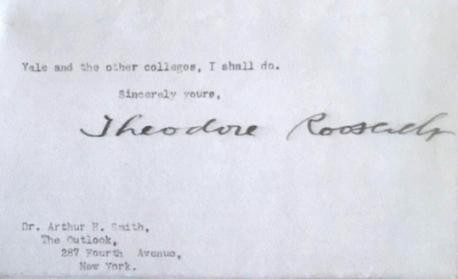 Yale and the other colleges, I shall do.
Sincerely yours,
Theodore Roosevelt
Dr. Arthur H. Smith,
The Outlook,
287 Fourth Avenue,
New York.